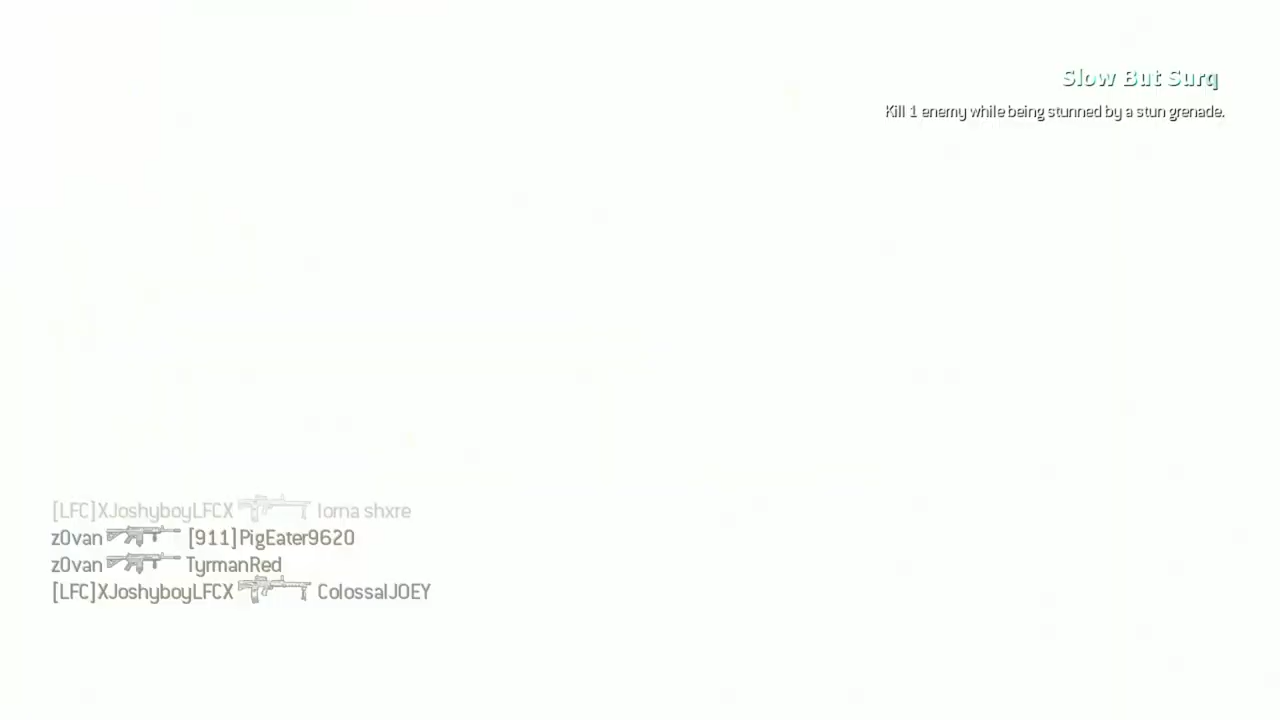 Slow But Surq
Kill 1 enemy while being stunned by a stun grenade.
[LFC]XJoshyboyLFCX lorna shxre
z0van [911]PigEater9620
z0van TyrmanRed
[LFC]XJoshyboyLFCX ColossalJOEY